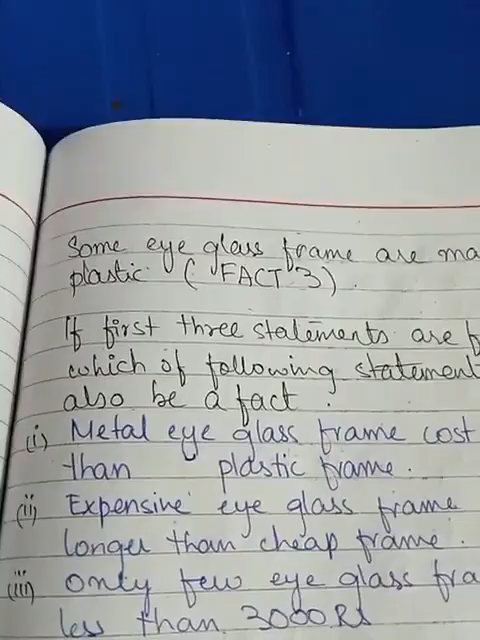 Some eye glass frame are
plastic (FACT 3).
If first three statements are
which of following statement
also be a fact ?
(i) Metal eye glass frame cost
than plastic frame.
(ii) Expensive eye glass frame
longer than cheap frame.
(iii) only few eye glass
less than 3000 Rs